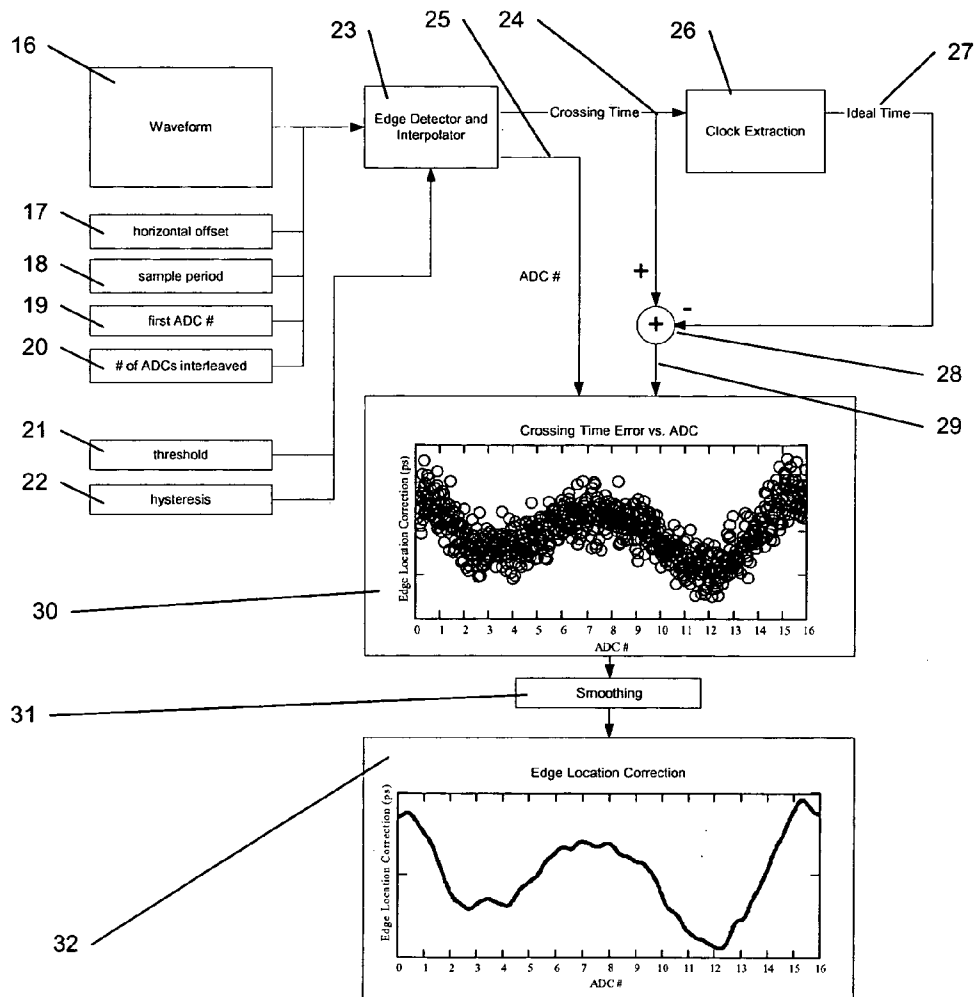 16
23
25
24
26
27
Waveform
Edge Detector and
Interpolator
Crossing Time
Clock Extraction
Ideal Time
17
horizontal offset
18
sample period
19
first ADC #
20
# of ADCs interleaved
21
threshold
22
hysteresis
ADC #
+
-
+
28
29
Crossing Time Error vs. ADC
Edge Location Correction (ps)
0 1 2 3 4 5 6 7 8 9 10 11 12 13 14 15 16
ADC #
30
Smoothing
31
Edge Location Correction
Edge Location Correction (ps)
0 1 2 3 4 5 6 7 8 9 10 11 12 13 14 15 16
ADC #
32